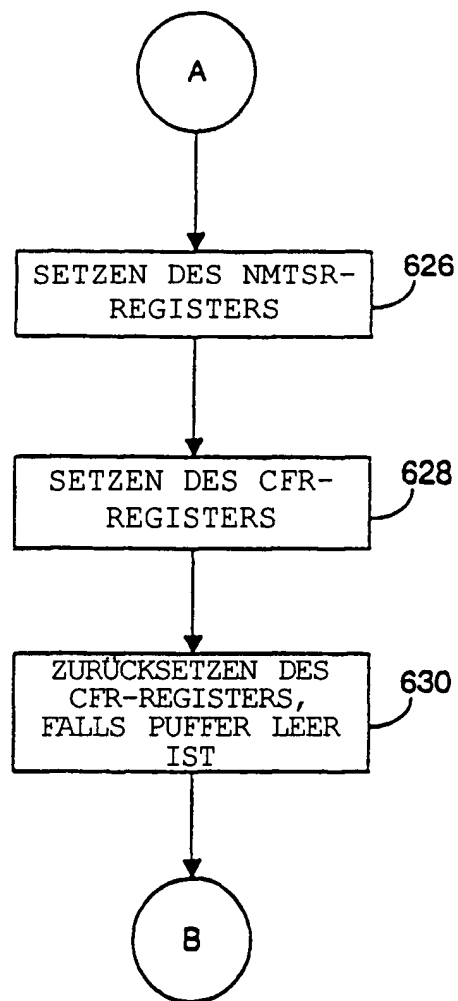 A
SETZEN DES NMTSR-
REGISTERS
626
SETZEN DES CFR-
REGISTERS
628
ZURÜCKSETZEN DES
CFR-REGISTERS,
FALLS PUFFER LEER
IST
630
B